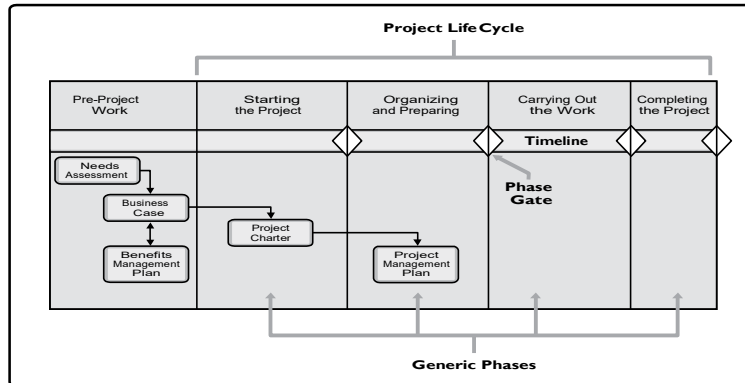 Project Life Cycle
Pre-Project
Work
Starting
the Project
Organizing
and Preparing
Carrying Out
the Work
Completing
the Project
Timeline
Needs
Assessment
Phase
Gate
Business
Case
Project
Charter
Benefits
Management
Plan
Project
Management
Plan
Generic Phases